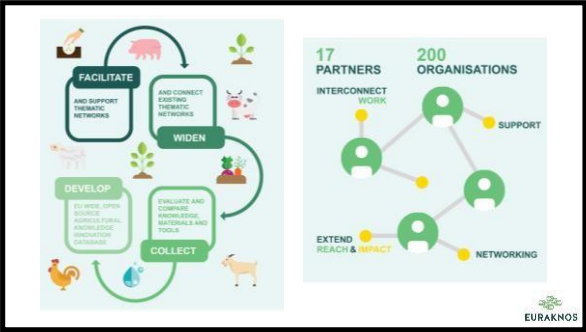 FACILITATE
AND SUPPORT
THEMATIC
NETWORKS
AND CONNECT
EXISTING
THEMATIC
NETWORKS
WIDEN
DEVELOP
EU WIDE, OPEN
SOURCE
AGRICULTURAL
KNOWLEDGE
INNOVATION
DATABASE
EVALUATE AND
COMPARE
KNOWLEDGE,
MATERIALS AND
TOOLS
COLLECT
17
PARTNERS
200
ORGANISATIONS
INTERCONNECT
WORK
SUPPORT
EXTEND
REACH & IMPACT
NETWORKING
EURAKNOS